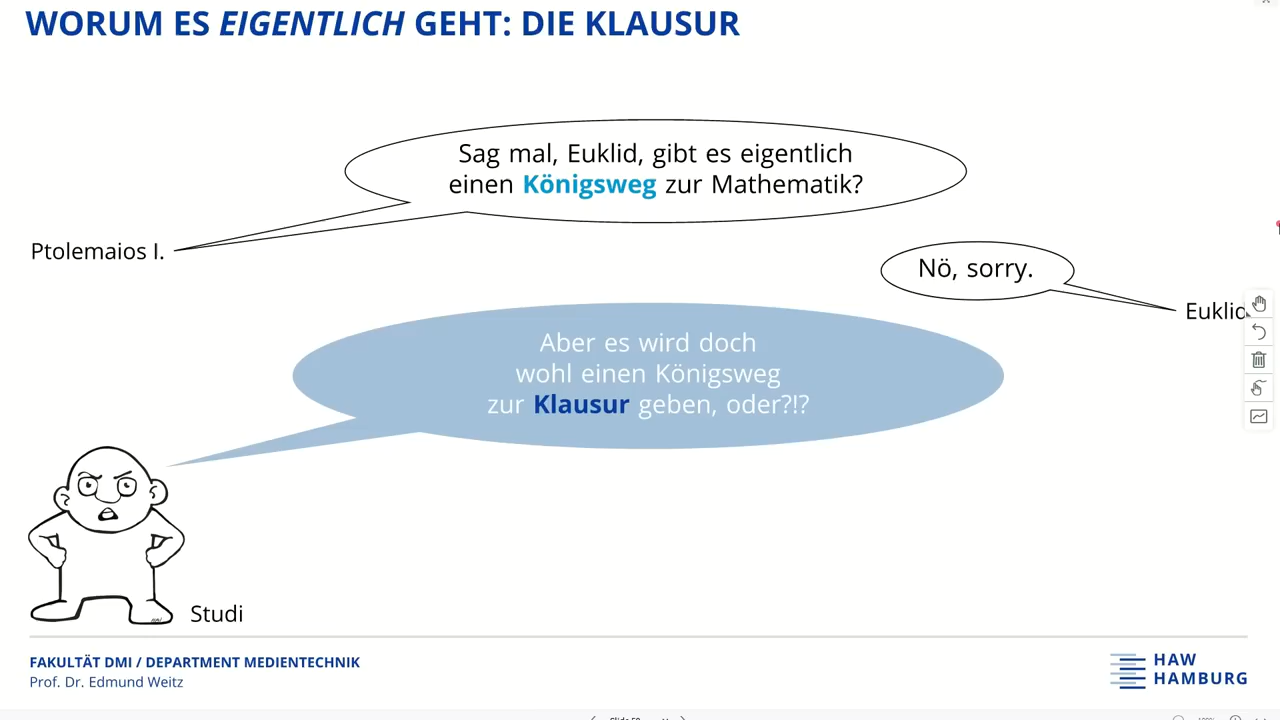 WORUM ES EIGENTLICH GEHT: DIE KLAUSUR
Sag mal, Euklid, gibt es eigentlich
einen Königsweg zur Mathematik?
Ptolemaios I.
Nö, sorry.
Euklid
Aber es wird doch
wohl einen Königsweg
zur Klausur geben, oder?!?
Studi
FAKULTÄT DMI / DEPARTMENT MEDIENTECHNIK
Prof. Dr. Edmund Weitz
HAW
HAMBURG